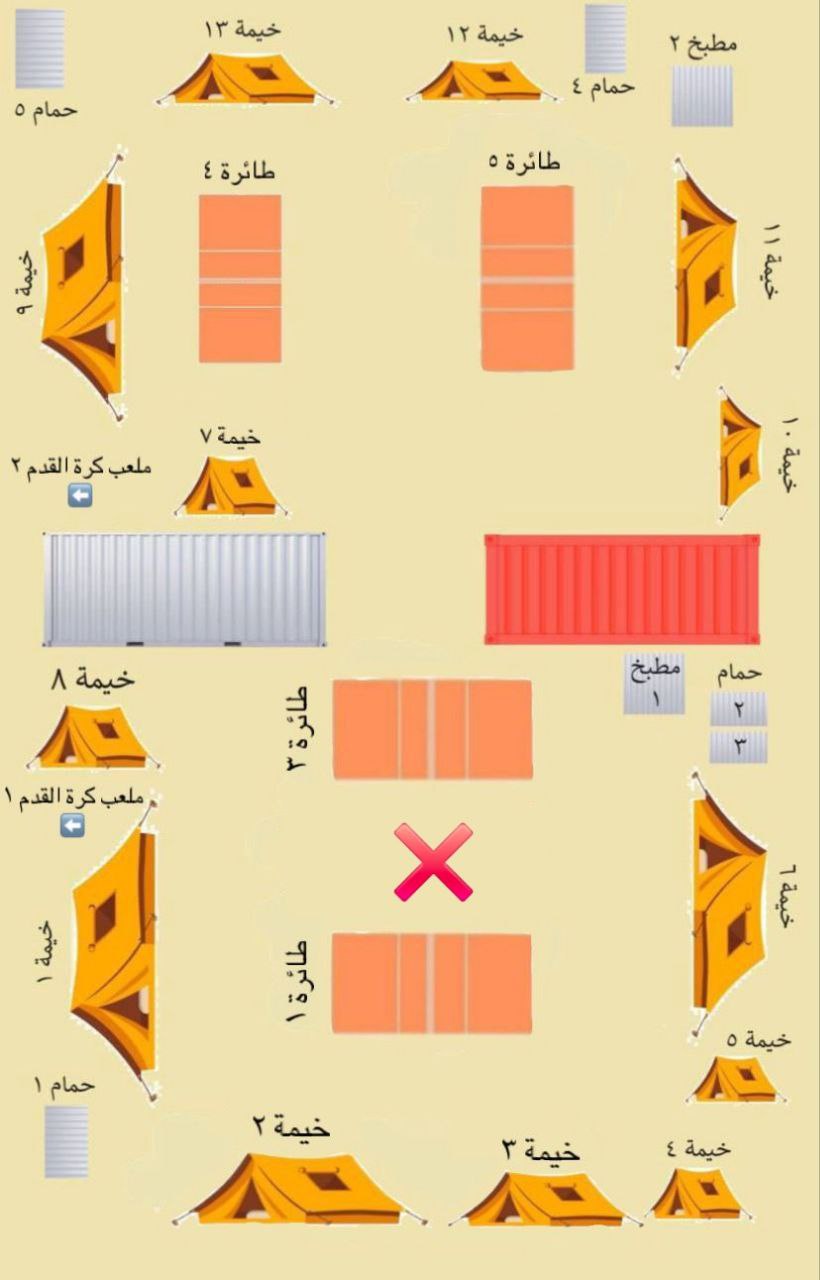 خيمة ١٣
خيمة ١٢
مطبخ ٢
حمام ٤
حمام ٥
طائرة ٤
طائرة ٥
خيمة ٩
خيمة ١١
خيمة ١٠
خيمة ٧
ملعب كرة القدم ٢
خيمة ٨
طائرة ٣
مطبخ
١
حمام
٢
٣
ملعب كرة القدم ١
خيمة ١
خيمة ٦
طائرة ١
خيمة ٥
حمام ١
خيمة ٢
خيمة ٣
خيمة ٤